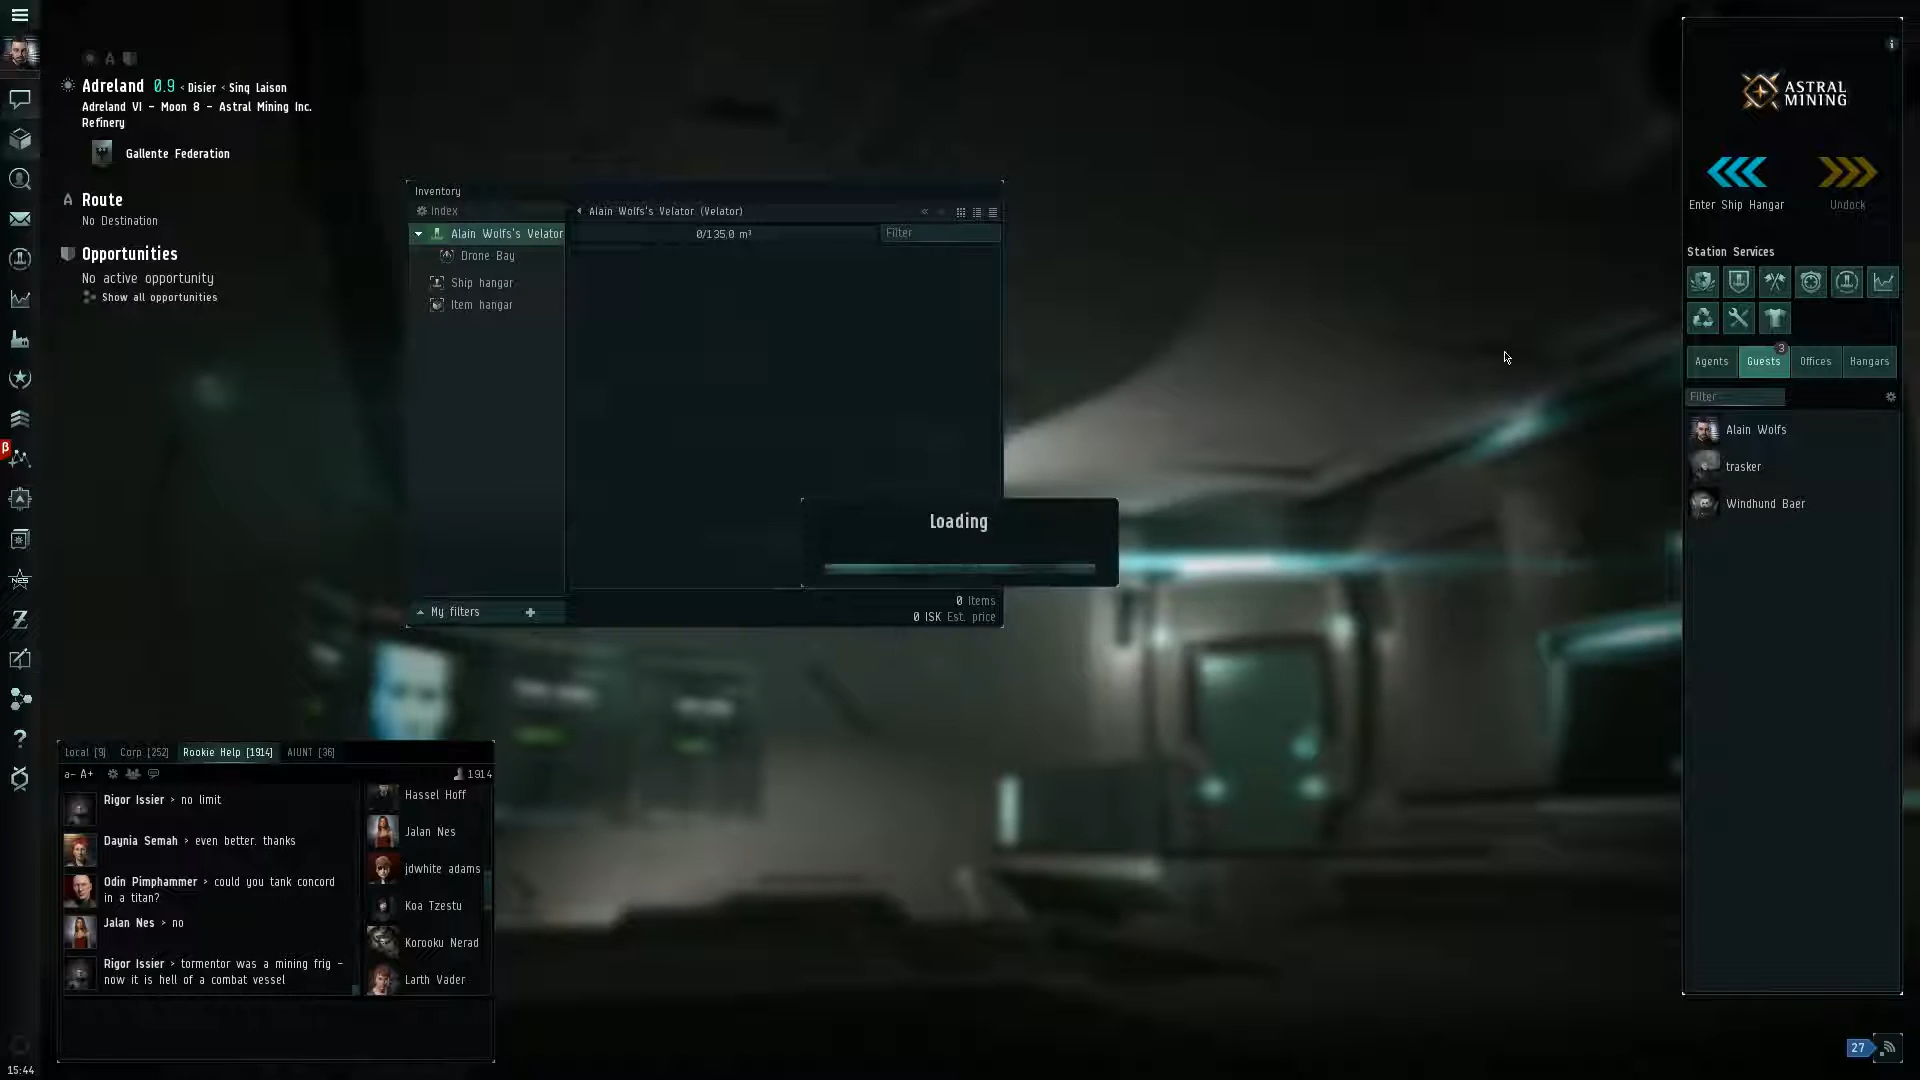 Adreland 0.9 < Disier < Sinq Laison
Adreland VI - Moon 8 - Astral Mining Inc.
Refinery
Gallente Federation
Route
No Destination
Opportunities
No active opportunity
Show all opportunities
Inventory
Index
Alain Wolfs's Velator
Drone Bay
Ship hangar
Item hangar
My filters
Alain Wolfs's Velator (Velator)
0/135.0 m³
Filter
Loading
0 Items
0 ISK Est. price
ASTRAL
MINING
Enter Ship Hangar
Undock
Station Services
Agents
Guests
3
Offices
Hangars
Filter
Alain Wolfs
trasker
Windhund Baer
β
NES
Local [9]
Corp [252]
Rookie Help [1914]
AIUNT [36]
a- A+
1914
Rigor Issier > no limit
Daynia Semah > even better. thanks
Odin Pimphammer > could you tank concord
in a titan?
Jalan Nes > no
Rigor Issier > tormentor was a mining frig -
now it is hell of a combat vessel
Hassel Hoff
Jalan Nes
jdwhite adams
Koa Tzestu
Korooku Nerad
Larth Vader
15:44
27